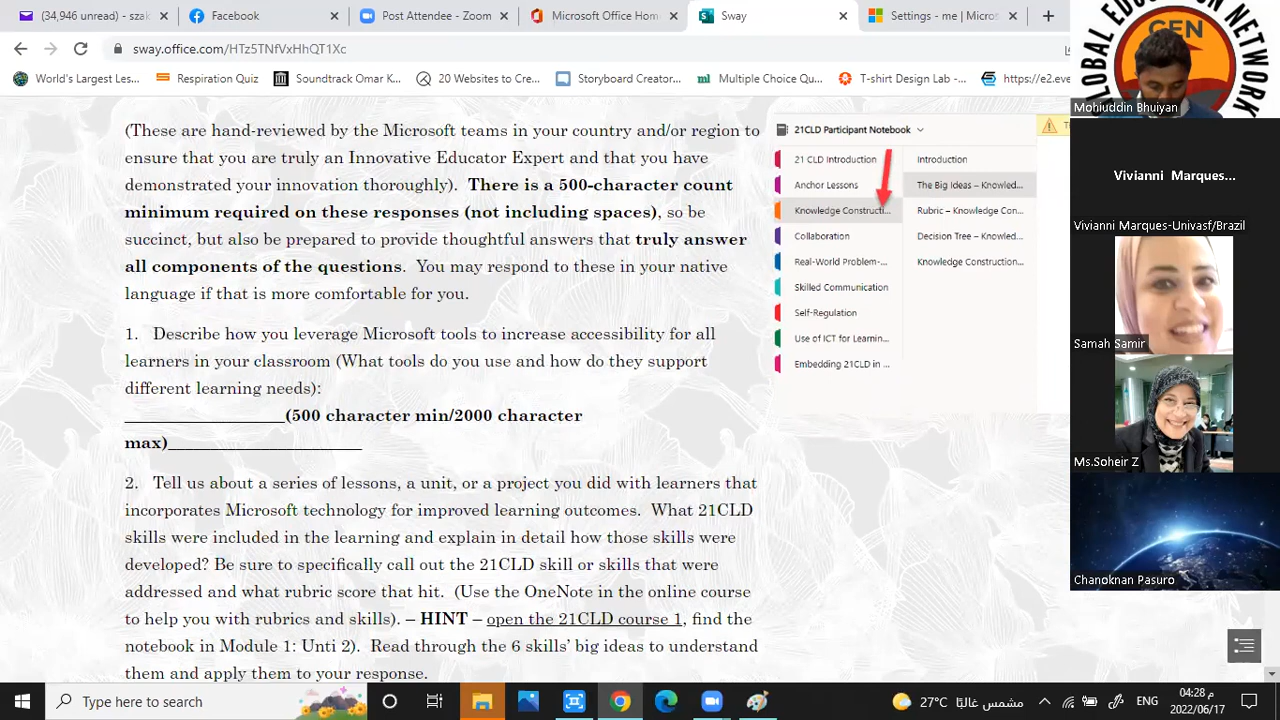 (34,946 unread) - szak
Facebook
Post Attendee - Zoom
Microsoft Office Hom
Sway
Settings - me | Micros
sway.office.com/HTz5TNfVxHhQT1Xc
World's Largest Les...
Respiration Quiz
Soundtrack Omar K...
20 Websites to Cre...
Storyboard Creator...
Multiple Choice Qu...
T-shirt Design Lab -...
https://e2.eve
(These are hand-reviewed by the Microsoft teams in your country and/or region to
ensure that you are truly an Innovative Educator Expert and that you have
demonstrated your innovation thoroughly). There is a 500-character count
minimum required on these responses (not including spaces), so be
succinct, but also be prepared to provide thoughtful answers that truly answer
all components of the questions. You may respond to these in your native
language if that is more comfortable for you.
1. Describe how you leverage Microsoft tools to increase accessibility for all
learners in your classroom (What tools do you use and how do they support
different learning needs):
____________________(500 character min/2000 character
max)________________________
2. Tell us about a series of lessons, a unit, or a project you did with learners that
incorporates Microsoft technology for improved learning outcomes. What 21CLD
skills were included in the learning and explain in detail how those skills were
developed? Be sure to specifically call out the 21CLD skill or skills that were
addressed and what rubric score that hit. (Use the OneNote in the online course
to help you with rubrics and skills). – HINT – open the 21CLD course 1, find the
notebook in Module 1: Unti 2). Read through the 6 skills' big ideas to understand
them and apply them to your response.
21CLD Participant Notebook
21 CLD Introduction
Anchor Lessons
Knowledge Constructi...
Collaboration
Real-World Problem-...
Skilled Communication
Self-Regulation
Use of ICT for Learnin...
Embedding 21CLD in ...
Introduction
The Big Ideas – Knowled...
Rubric – Knowledge Con...
Decision Tree – Knowled...
Knowledge Construction...
GLOBAL EDUCATION NETWORK
GEN
Mohiuddin Bhuiyan
Vivianni Marques...
Vivianni Marques-Univasf/Brazil
Samah Samir
Ms.Soheir Z
Chanoknan Pasuro
Type here to search
27°C مشمس غالبًا
ENG
04:28 م
2022/06/17